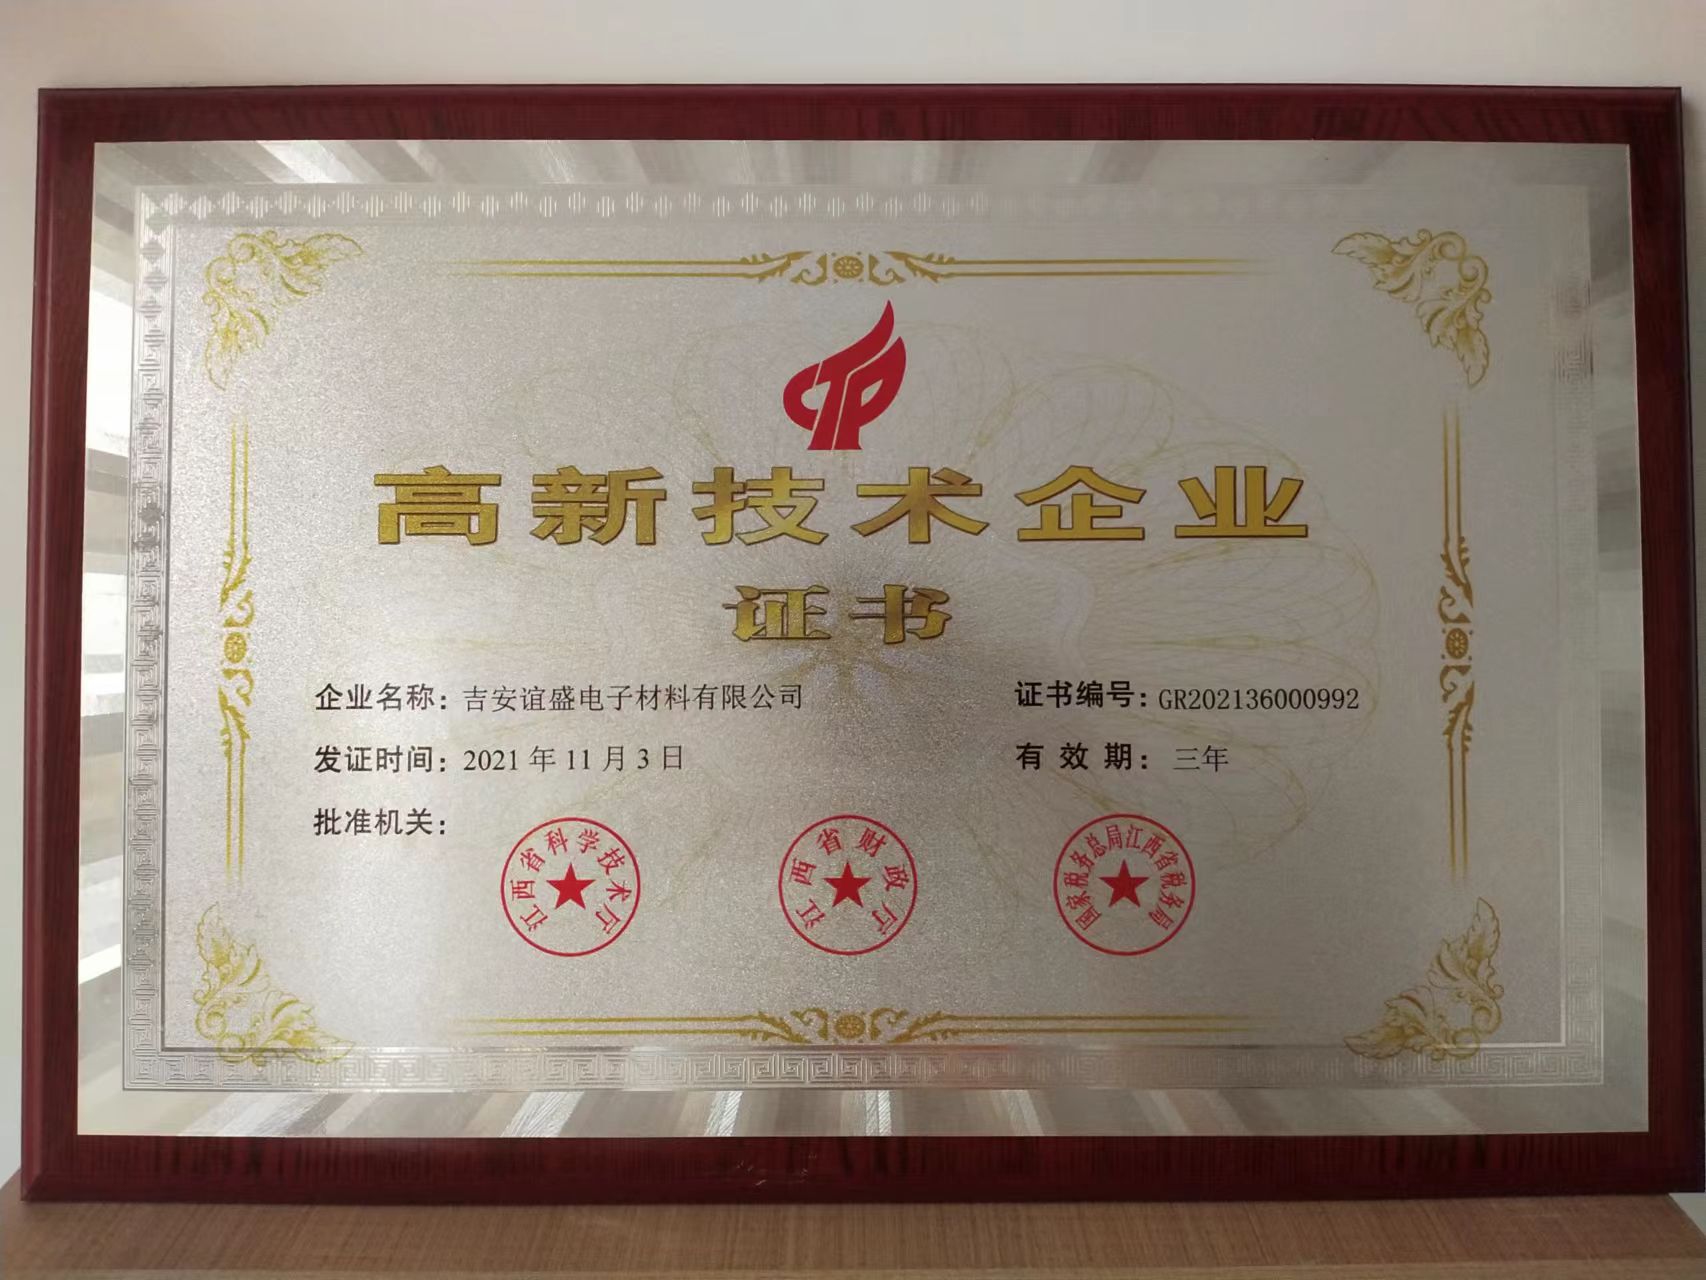 高新技术企业
证书
企业名称：吉安谊盛电子材料有限公司
证书编号：GR202136000992
发证时间：2021年11月3日
有效期：三年
批准机关：
江西省科学技术厅
江西省财政厅
国家税务总局江西省税务局